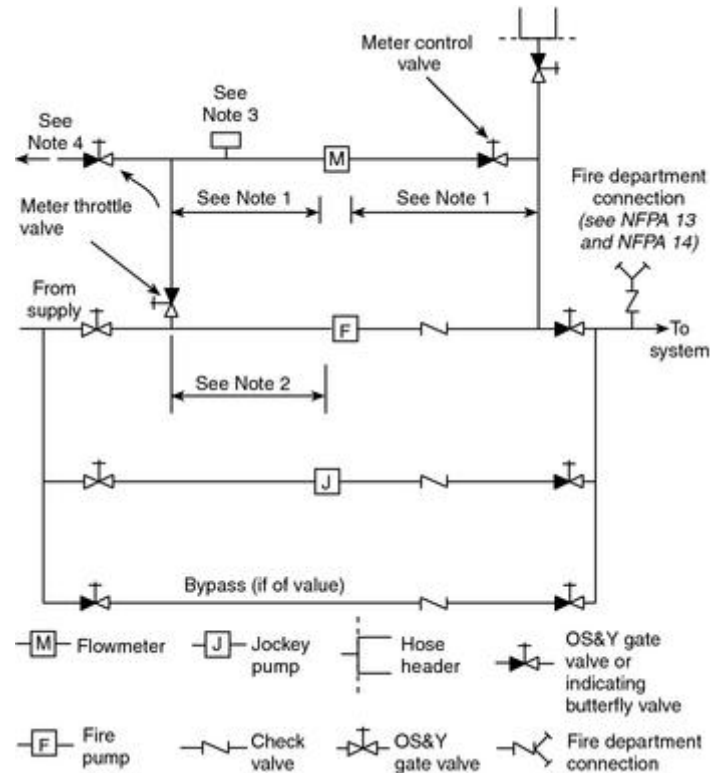 Meter control
valve
See
Note 3
See
Note 4
M
See Note 1
See Note 1
Fire department
connection
(see NFPA 13
and NFPA 14)
Meter throttle
valve
From
supply
F
To
system
See Note 2
J
Bypass (if of value)
M
Flowmeter
J
Jockey
pump
Hose
header
OS&Y gate
valve or
indicating
butterfly valve
F
Fire
pump
Check
valve
OS&Y
gate valve
Fire department
connection